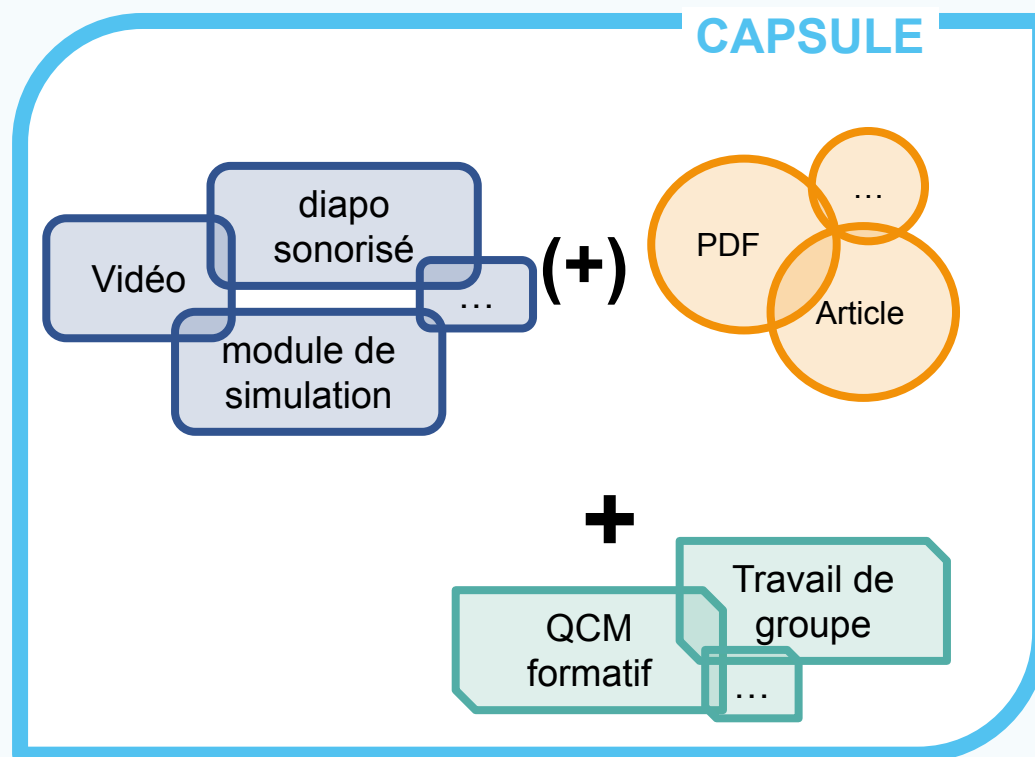 CAPSULE
Vidéo
diapo
sonorisé
…
module de
simulation
(+)
PDF
…
Article
+
QCM
formatif
Travail de
groupe
…